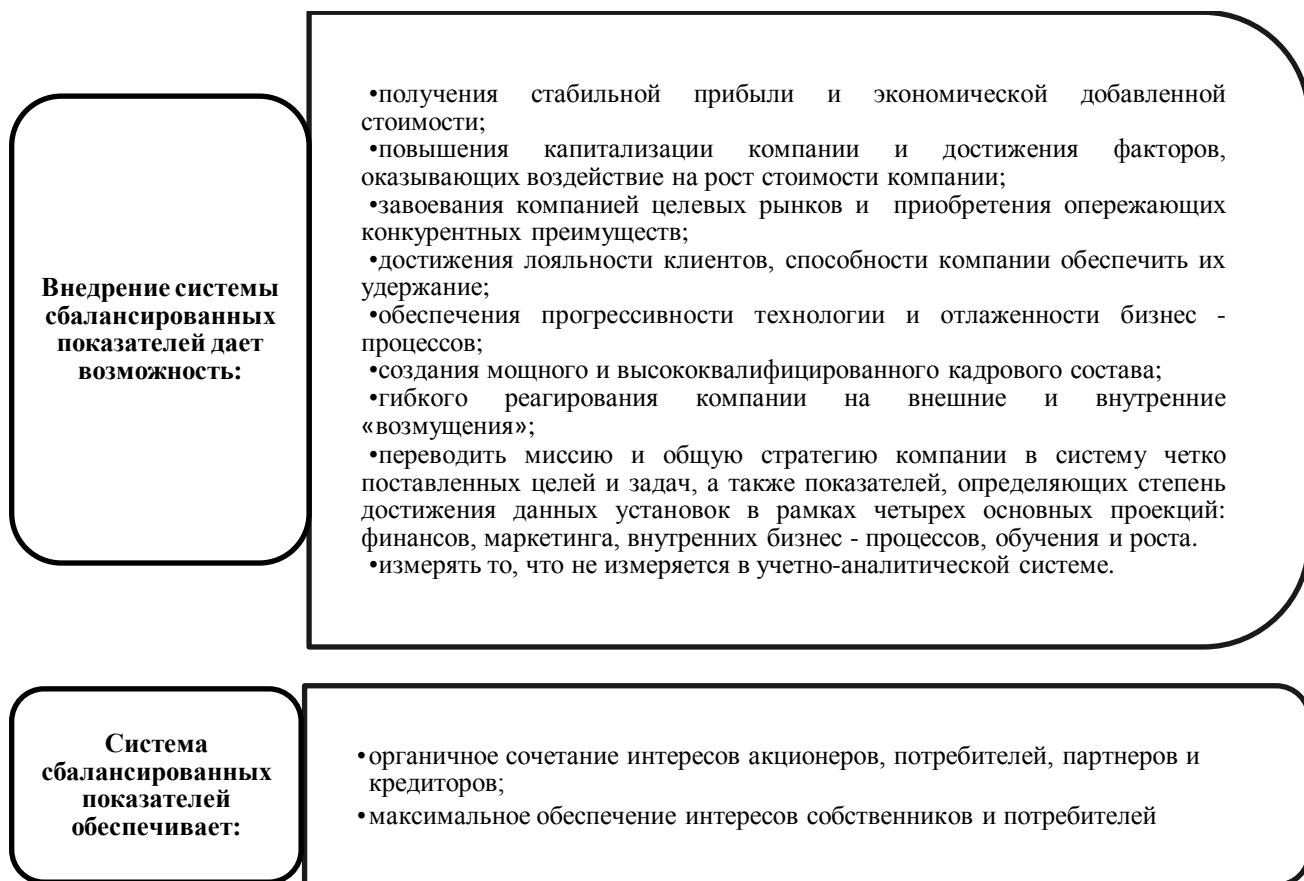 Внедрение системы
сбалансированных
показателей дает
возможность:
•получения стабильной прибыли и экономической добавленной
стоимости;
•повышения капитализации компании и достижения факторов,
оказывающих воздействие на рост стоимости компании;
•завоевания компанией целевых рынков и приобретения опережающих
конкурентных преимуществ;
•достижения лояльности клиентов, способности компании обеспечить их
удержание;
•обеспечения прогрессивности технологии и отлаженности бизнес -
процессов;
•создания мощного и высококвалифицированного кадрового состава;
•гибкого реагирования компании на внешние и внутренние
«возмущения»;
•переводить миссию и общую стратегию компании в систему четко
поставленных целей и задач, а также показателей, определяющих степень
достижения данных установок в рамках четырех основных проекций:
финансов, маркетинга, внутренних бизнес - процессов, обучения и роста.
•измерять то, что не измеряется в учетно-аналитической системе.
Система
сбалансированных
показателей
обеспечивает:
•органичное сочетание интересов акционеров, потребителей, партнеров и
кредиторов;
•максимальное обеспечение интересов собственников и потребителей